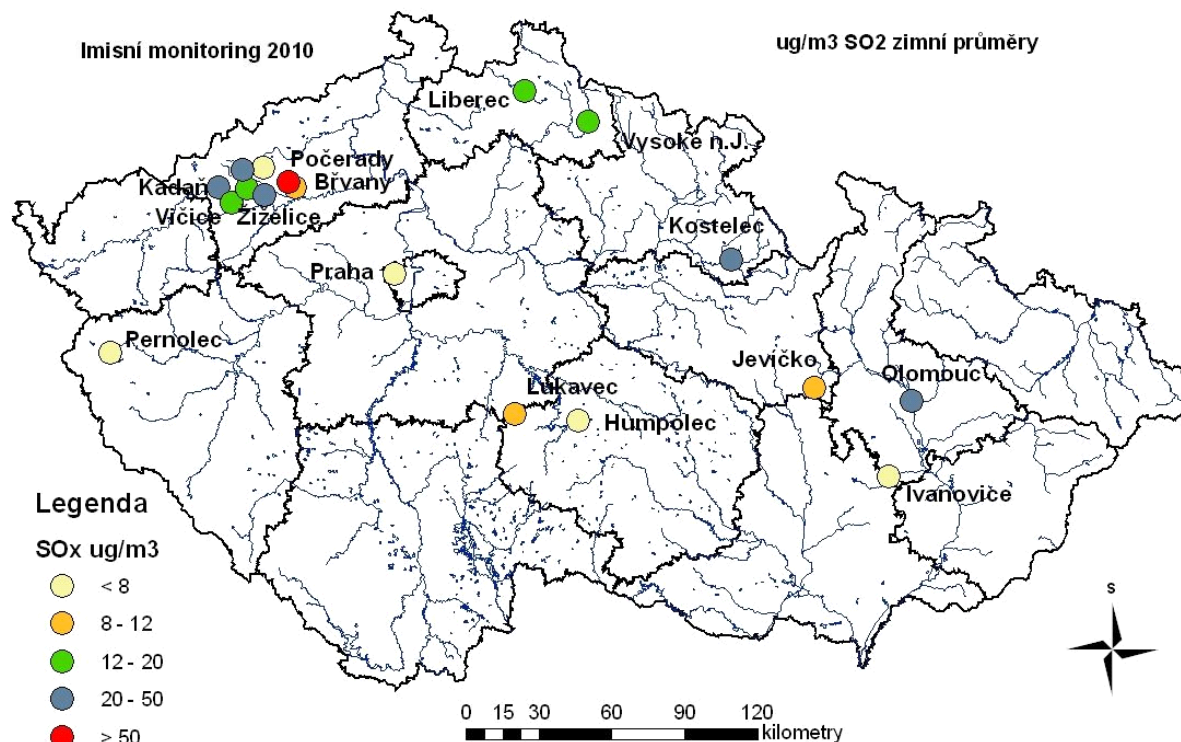 Imisní monitoring 2010
ug/m3 SO2 zimní průměry
Liberec
Vysoke n.J.
Počerady
Kadaň
Břvany
Vičice
Žiželice
Kostelec
Praha
Pernolec
Jevíčko
Lukavec
Olomouc
Humpolec
Ivanovice
Legenda
SOx ug/m3
< 8
8 - 12
12 - 20
20 - 50
> 50
S
0 15 30 60 90 120
kilometry